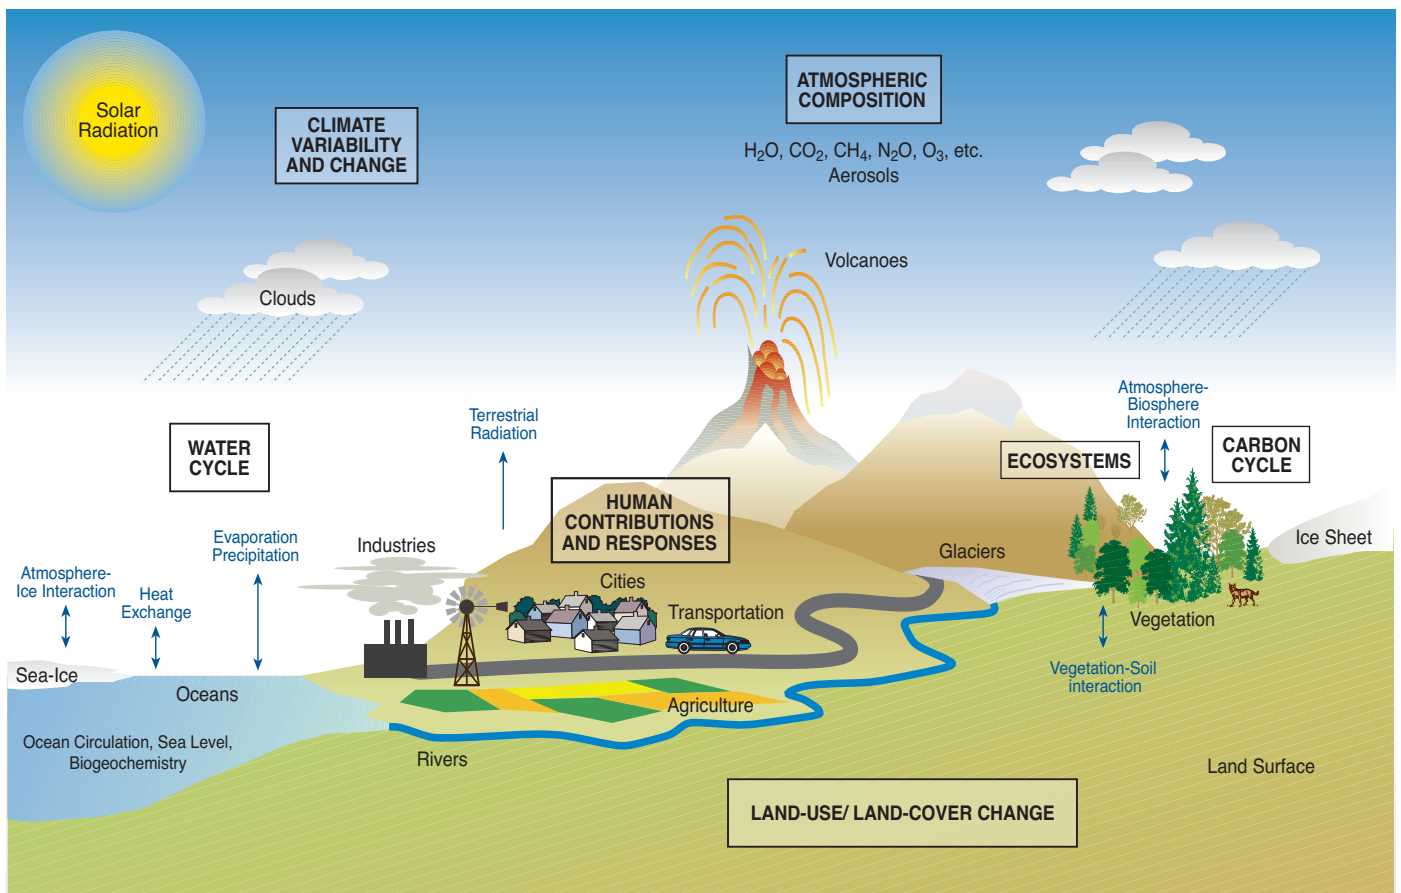 Solar
Radiation
CLIMATE
VARIABILITY
AND CHANGE
ATMOSPHERIC
COMPOSITION
H₂O, CO₂, CH₄, N₂O, O₃, etc.
Aerosols
Volcanoes
Clouds
Atmosphere-
Biosphere
Interaction
Terrestrial
Radiation
WATER
CYCLE
ECOSYSTEMS
CARBON
CYCLE
HUMAN
CONTRIBUTIONS
AND RESPONSES
Evaporation
Precipitation
Industries
Glaciers
Ice Sheet
Atmosphere-
Ice Interaction
Heat
Exchange
Cities
Transportation
Vegetation
Sea-Ice
Oceans
Agriculture
Vegetation-Soil
interaction
Ocean Circulation, Sea Level,
Biogeochemistry
Rivers
Land Surface
LAND-USE/ LAND-COVER CHANGE